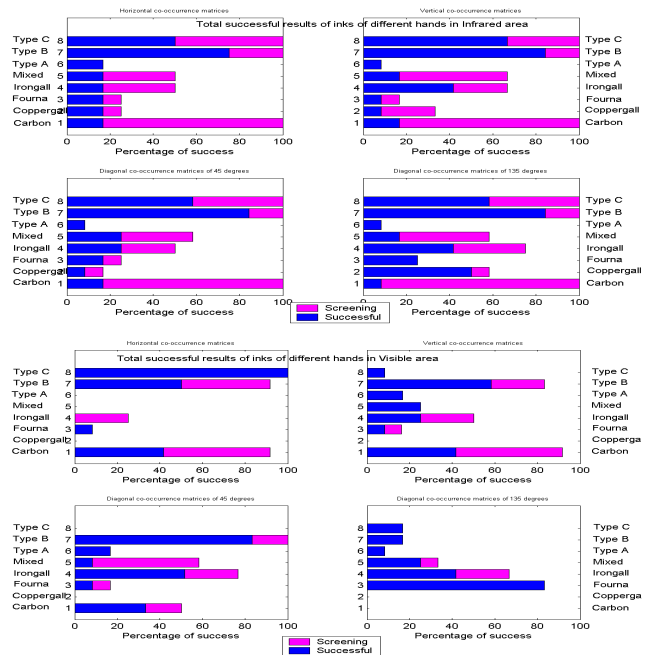 Horizontal co-occurrence matrices
Vertical co-occurrence matrices
Total successful results of inks of different hands in Infrared area
Type C 8
Type B 7
Type A 6
Mixed 5
Irongall 4
Fourna 3
Coppergall 2
Carbon 1
0 20 40 60 80 100
Percentage of success
8 Type C
7 Type B
6 Type A
5 Mixed
4 Irongall
3 Fourna
2 Coppergall
1 Carbon
0 20 40 60 80 100
Percentage of success
Diagonal co-occurrence matrices of 45 degrees
Diagonal co-occurrence matrices of 135 degrees
Type C 8
Type B 7
Type A 6
Mixed 5
Irongall 4
Fourna 3
Coppergall 2
Carbon 1
0 20 40 60 80 100
Percentage of success
8 Type C
7 Type B
6 Type A
5 Mixed
4 Irongall
3 Fourna
2 Coppergall
1 Carbon
0 20 40 60 80 100
Percentage of success
Screening
Successful
Horizontal co-occurrence matrices
Vertical co-occurrence matrices
Total successful results of inks of different hands in Visible area
Type C 8
Type B 7
Type A 6
Mixed 5
Irongall 4
Fourna 3
Coppergall 2
Carbon 1
0 20 40 60 80 100
Percentage of success
8 Type C
7 Type B
6 Type A
5 Mixed
4 Irongall
3 Fourna
2 Copperga
1 Carbon
0 20 40 60 80 100
Percentage of success
Diagonal co-occurrence matrices of 45 degrees
Diagonal co-occurrence matrices of 135 degrees
Type C 8
Type B 7
Type A 6
Mixed 5
Irongall 4
Fourna 3
Coppergall 2
Carbon 1
0 20 40 60 80 100
Percentage of success
8 Type C
7 Type B
6 Type A
5 Mixed
4 Irongall
3 Fourna
2 Copperga
1 Carbon
0 20 40 60 80 100
Percentage of success
Screening
Successful